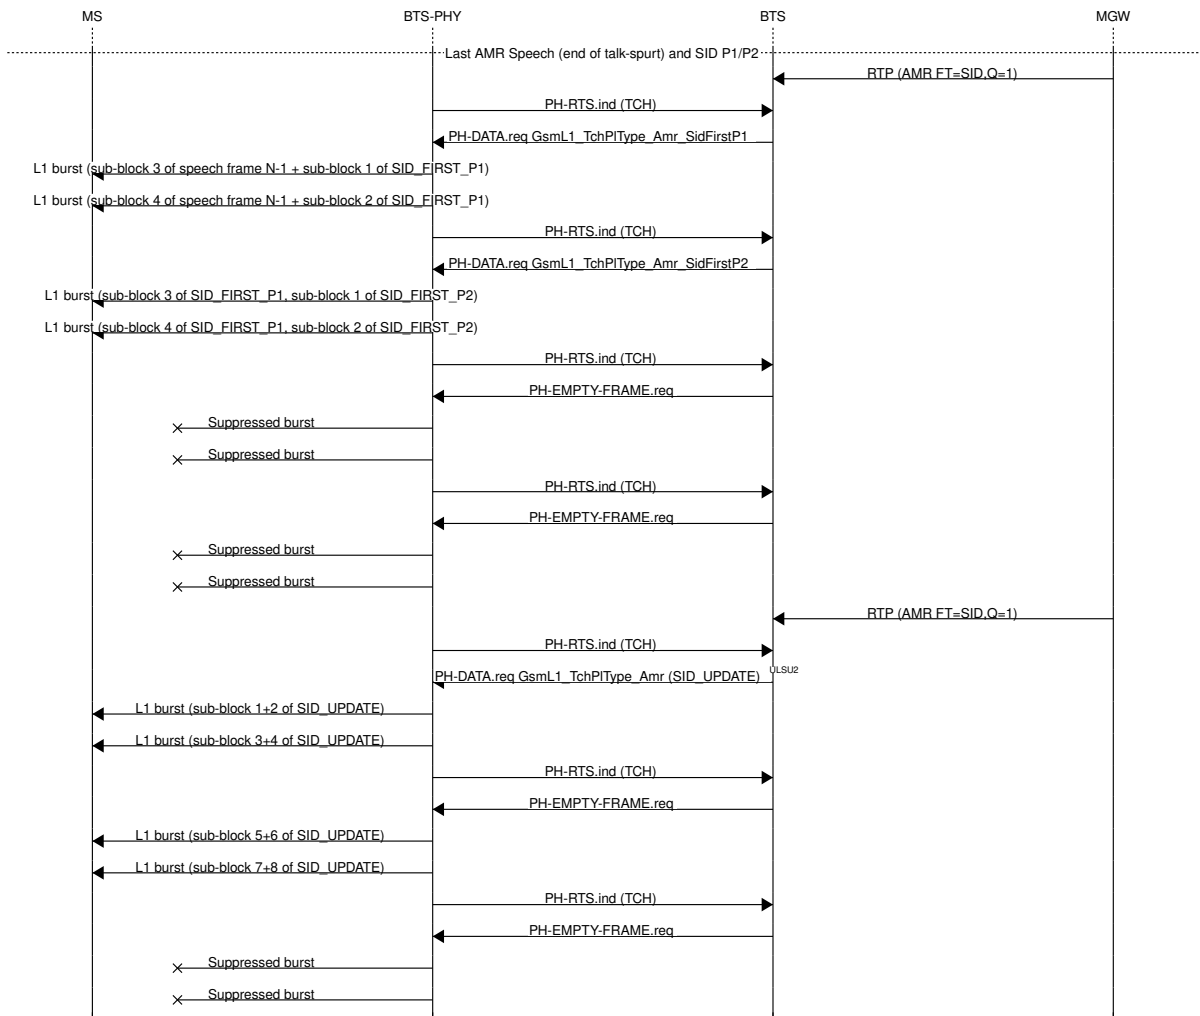 MS BTS-PHY BTS MGW
Last AMR Speech (end of talk-spurt) and SID P1/P2
RTP (AMR FT=SID,Q=1)
PH-RTS.ind (TCH)
PH-DATA.req GsmL1_TchPlType_Amr_SidFirstP1
L1 burst (sub-block 3 of speech frame N-1 + sub-block 1 of SID_FIRST_P1)
L1 burst (sub-block 4 of speech frame N-1 + sub-block 2 of SID_FIRST_P1)
PH-RTS.ind (TCH)
PH-DATA.req GsmL1_TchPlType_Amr_SidFirstP2
L1 burst (sub-block 3 of SID_FIRST_P1, sub-block 1 of SID_FIRST_P2)
L1 burst (sub-block 4 of SID_FIRST_P1, sub-block 2 of SID_FIRST_P2)
PH-RTS.ind (TCH)
PH-EMPTY-FRAME.req
Suppressed burst
Suppressed burst
PH-RTS.ind (TCH)
PH-EMPTY-FRAME.req
Suppressed burst
Suppressed burst
RTP (AMR FT=SID,Q=1)
PH-RTS.ind (TCH)
PH-DATA.req GsmL1_TchPlType_Amr (SID_UPDATE) ULSU2
L1 burst (sub-block 1+2 of SID_UPDATE)
L1 burst (sub-block 3+4 of SID_UPDATE)
PH-RTS.ind (TCH)
PH-EMPTY-FRAME.req
L1 burst (sub-block 5+6 of SID_UPDATE)
L1 burst (sub-block 7+8 of SID_UPDATE)
PH-RTS.ind (TCH)
PH-EMPTY-FRAME.req
Suppressed burst
Suppressed burst